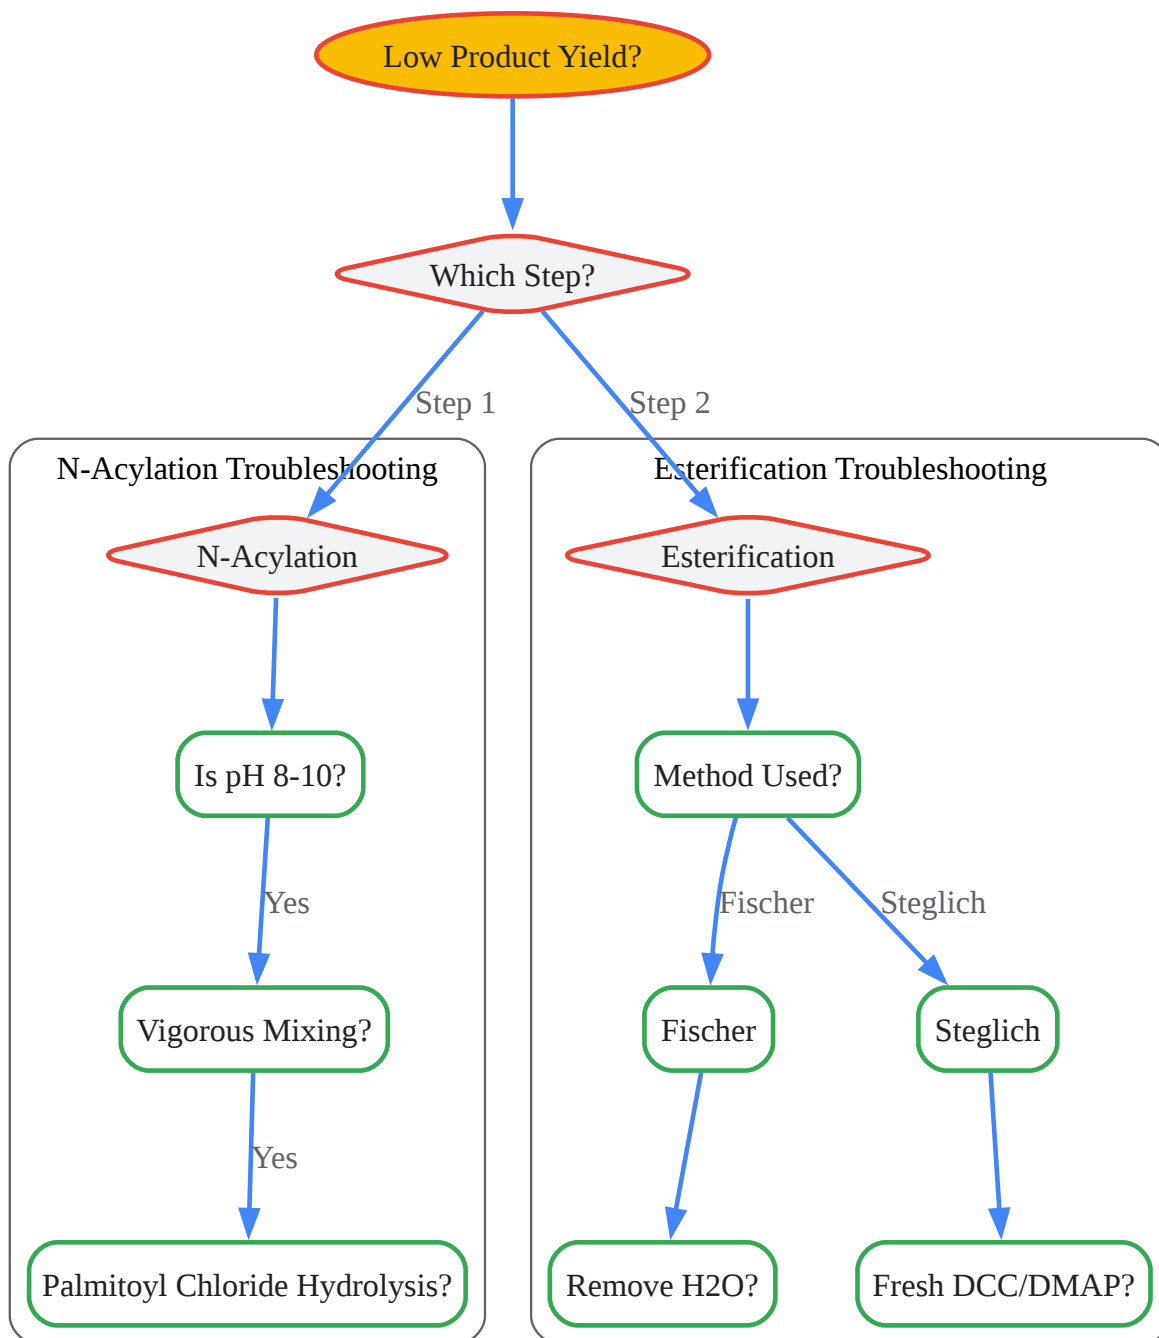 Low Product Yield?
Which Step?
Step 1
Step 2
N-Acylation Troubleshooting
Esterification Troubleshooting
N-Acylation
Esterification
Is pH 8-10?
Method Used?
Yes
Fischer
Steglich
Vigorous Mixing?
Fischer
Steglich
Yes
Palmitoyl Chloride Hydrolysis?
Remove H2O?
Fresh DCC/DMAP?